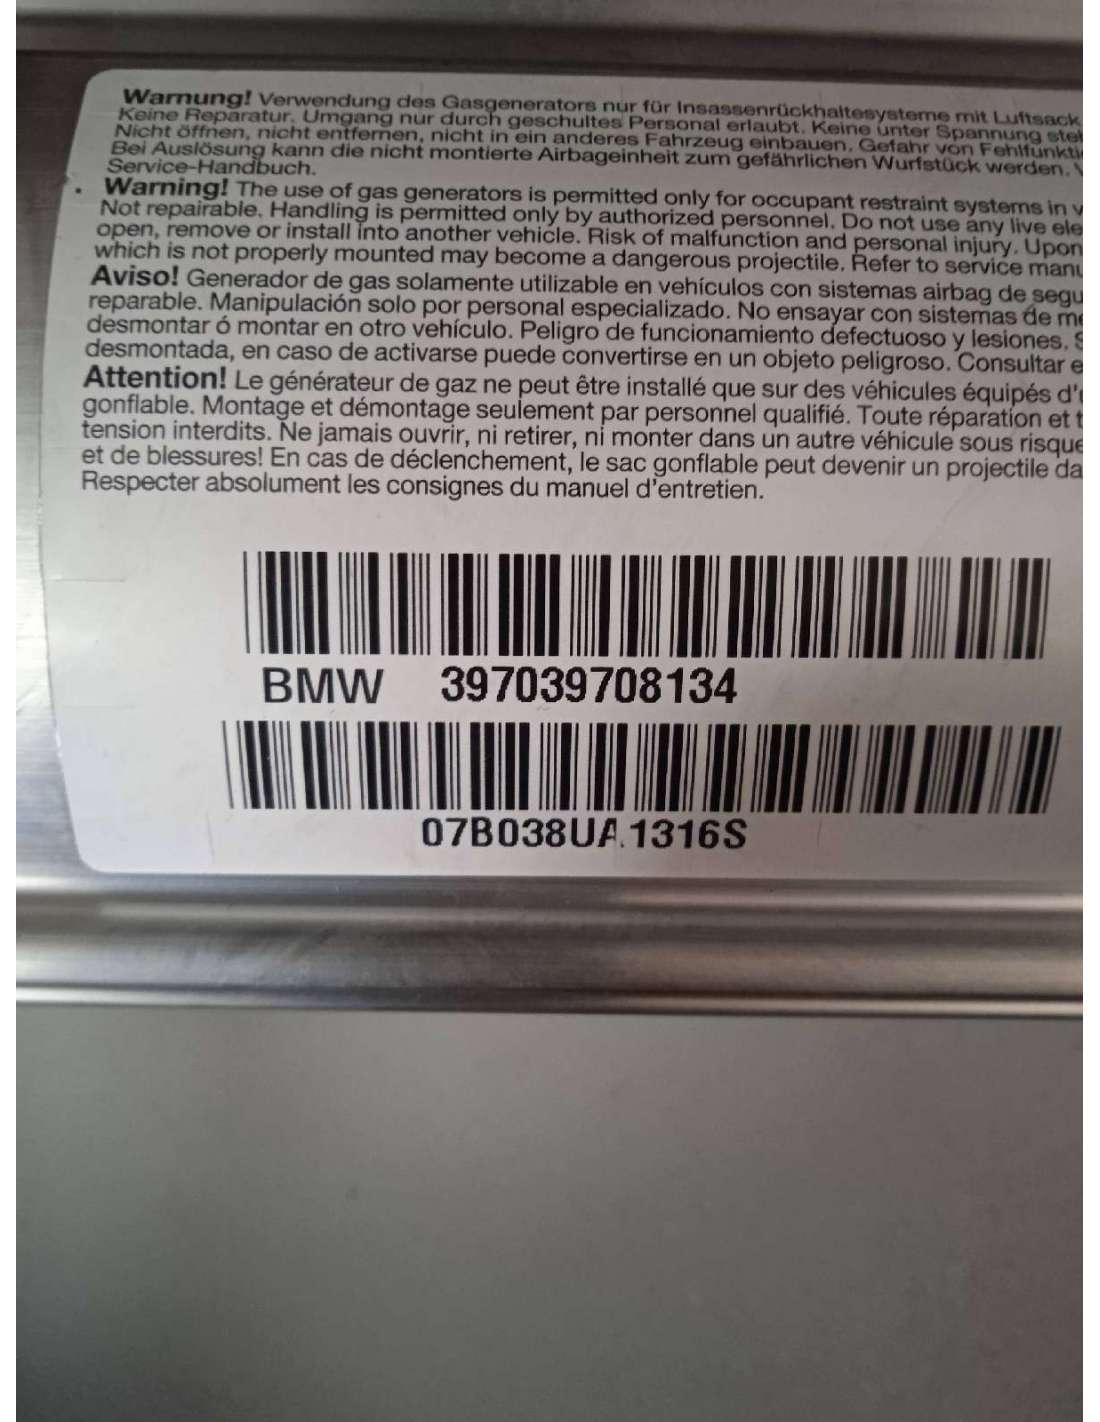 Warnung! Verwendung des Gasgenerators nur für Insassenrückhaltesysteme mit Luftsack
Keine Reparatur. Umgang nur durch geschultes Personal erlaubt. Keine unter Spannung
Nicht öffnen, nicht entfernen, nicht in ein anderes Fahrzeug einbauen. Gefahr von
Bei Auslösung kann die nicht montierte Airbageinheit zum gefährlichen Wurfstück werden.
Service-Handbuch.
Warning! The use of gas generators is permitted only for occupant restraint systems in
Not repairable. Handling is permitted only by authorized personnel. Do not use any live
open, remove or install into another vehicle. Risk of malfunction and personal injury. Upon
which is not properly mounted may become a dangerous projectile. Refer to service
Aviso! Generador de gas solamente utilizable en vehículos con sistemas airbag de
reparable. Manipulación solo por personal especializado. No ensayar con sistemas de
desmontar ó montar en otro vehículo. Peligro de funcionamiento defectuoso y lesiones.
desmontada, en caso de activarse puede convertirse en un objeto peligroso. Consultar
Attention! Le générateur de gaz ne peut être installé que sur des véhicules équipés
gonflable. Montage et démontage seulement par personnel qualifié. Toute réparation et
tension interdits. Ne jamais ouvrir, ni retirer, ni monter dans un autre véhicule sous
et de blessures! En cas de déclenchement, le sac gonflable peut devenir un projectile
Respecter absolument les consignes du manuel d'entretien.
BMW 397039708134
07B038UA.1316S